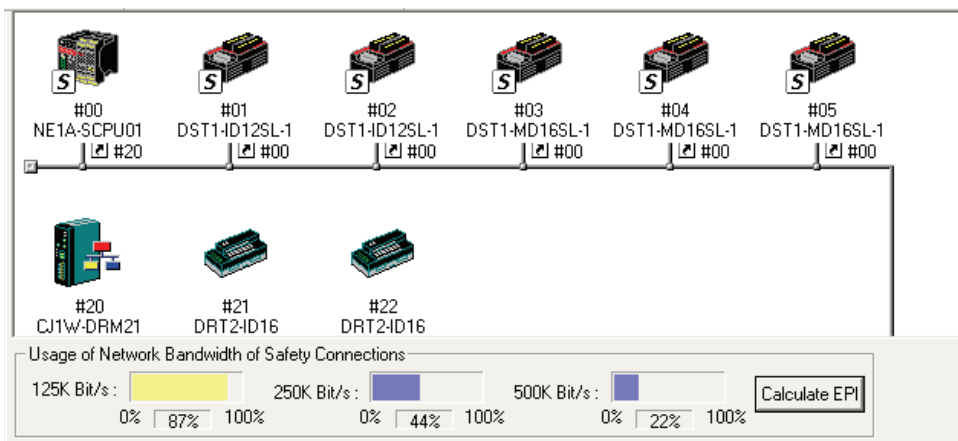 S S S S S S
#00 #01 #02 #03 #04 #05
NE1A-SCPU01 DST1-ID12SL-1 DST1-ID12SL-1 DST1-MD16SL-1 DST1-MD16SL-1 DST1-MD16SL-1
#20 #00 #00 #00 #00 #00
#20 #21 #22
CJ1W-DRM21 DRT2-ID16 DRT2-ID16
Usage of Network Bandwidth of Safety Connections
125K Bit/s : 250K Bit/s : 500K Bit/s : Calculate EPI
0% 87% 100% 0% 44% 100% 0% 22% 100%